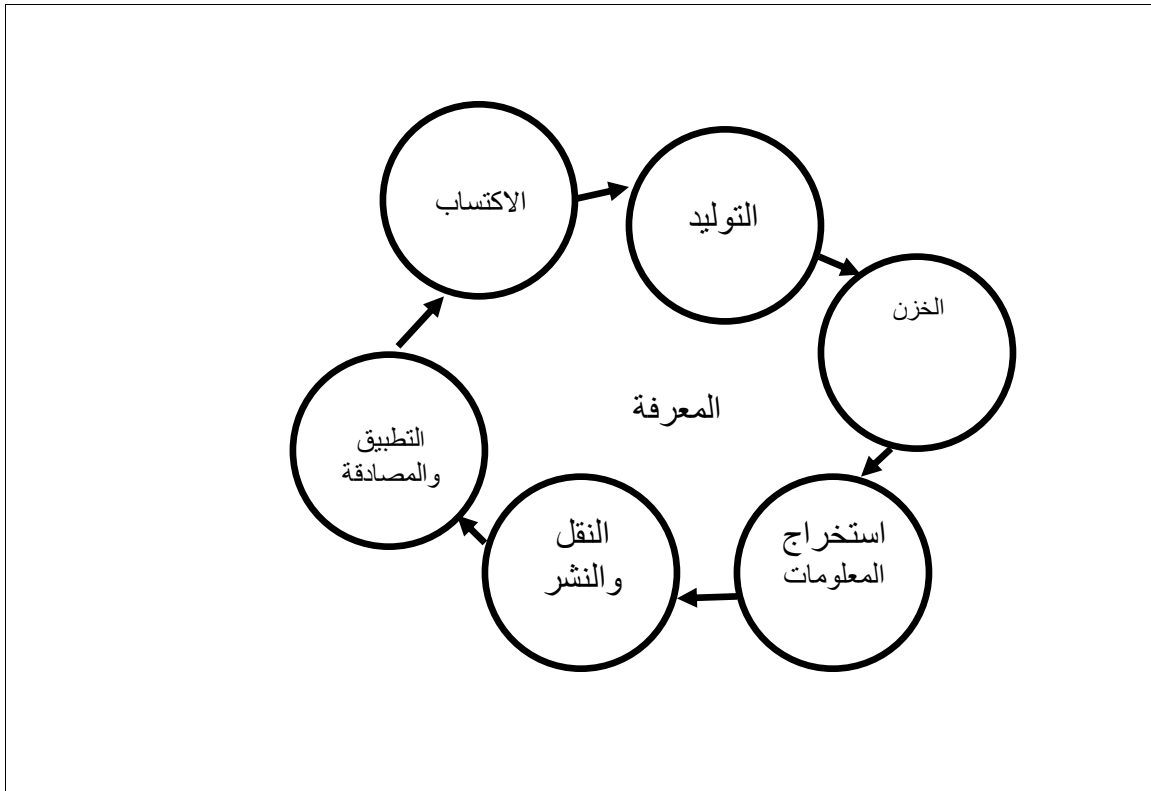 الاكتساب
التوليد
الخزن
المعرفة
استخراج
المعلومات
النقل
والنشر
التطبيق
والمصادقة